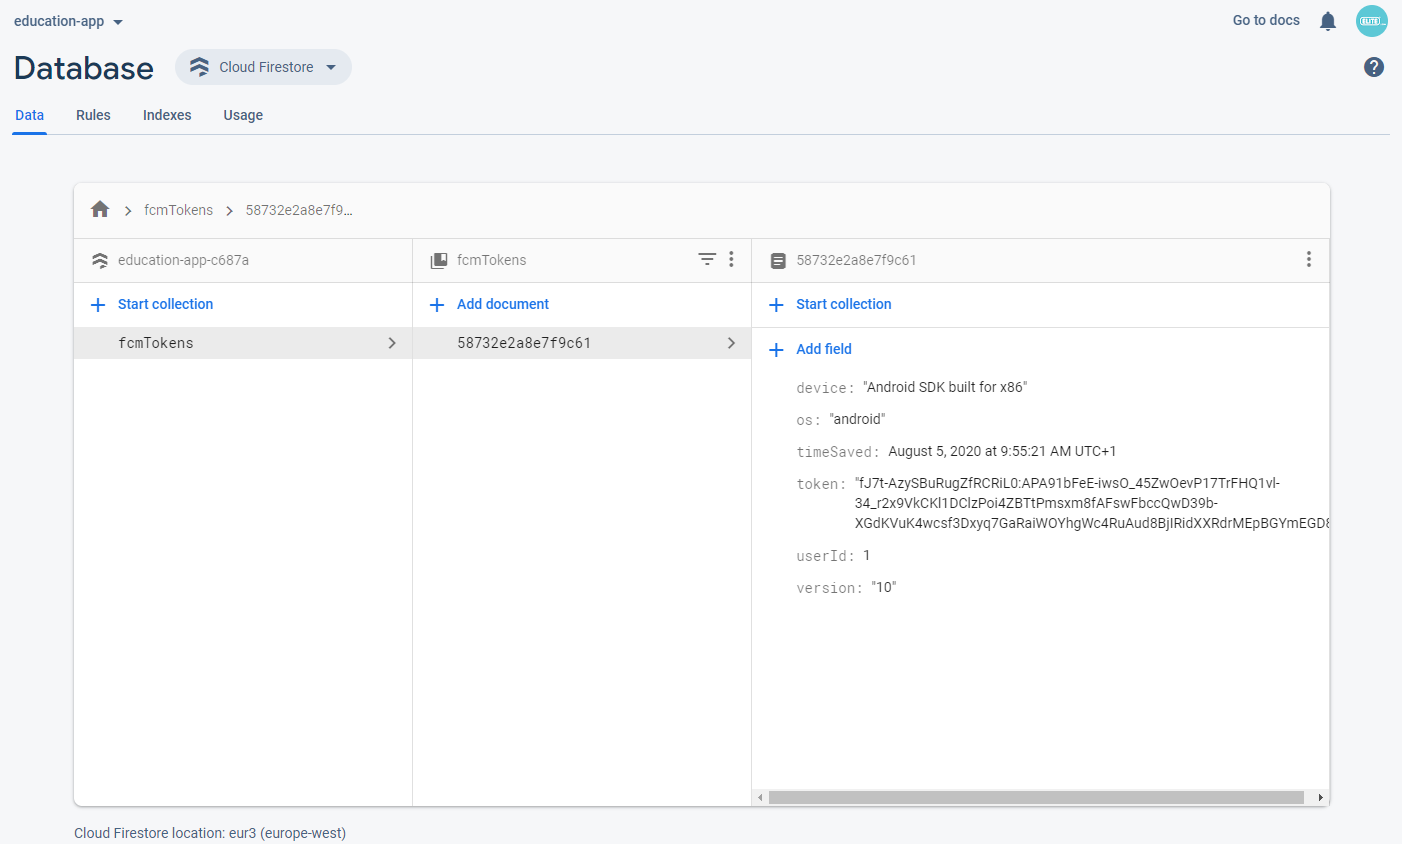 education-app
Go to docs
Database
Cloud Firestore
Data Rules Indexes Usage
fcmTokens 58732e2a8e7f9...
education-app-c687a
fcmTokens
58732e2a8e7f9c61
Start collection
Add document
Start collection
fcmTokens
58732e2a8e7f9c61
Add field
device: "Android SDK built for x86"
os: "android"
timeSaved: August 5, 2020 at 9:55:21 AM UTC+1
token: "fJ7t-AzySBuRugZfRCRiL0:APA91bFeE-iwsO_45ZwOevP17TrFHQ1vl-
34_r2x9VkCKl1DClzPoi4ZBTtPmsxm8fAFswFbccQwD39b-
XGdKVuK4wcsf3Dxyq7GaRaiWOYhgWc4RuAud8BjIRidXXRdrMEpBGYmEGD8
userId: 1
version: "10"
Cloud Firestore location: eur3 (europe-west)